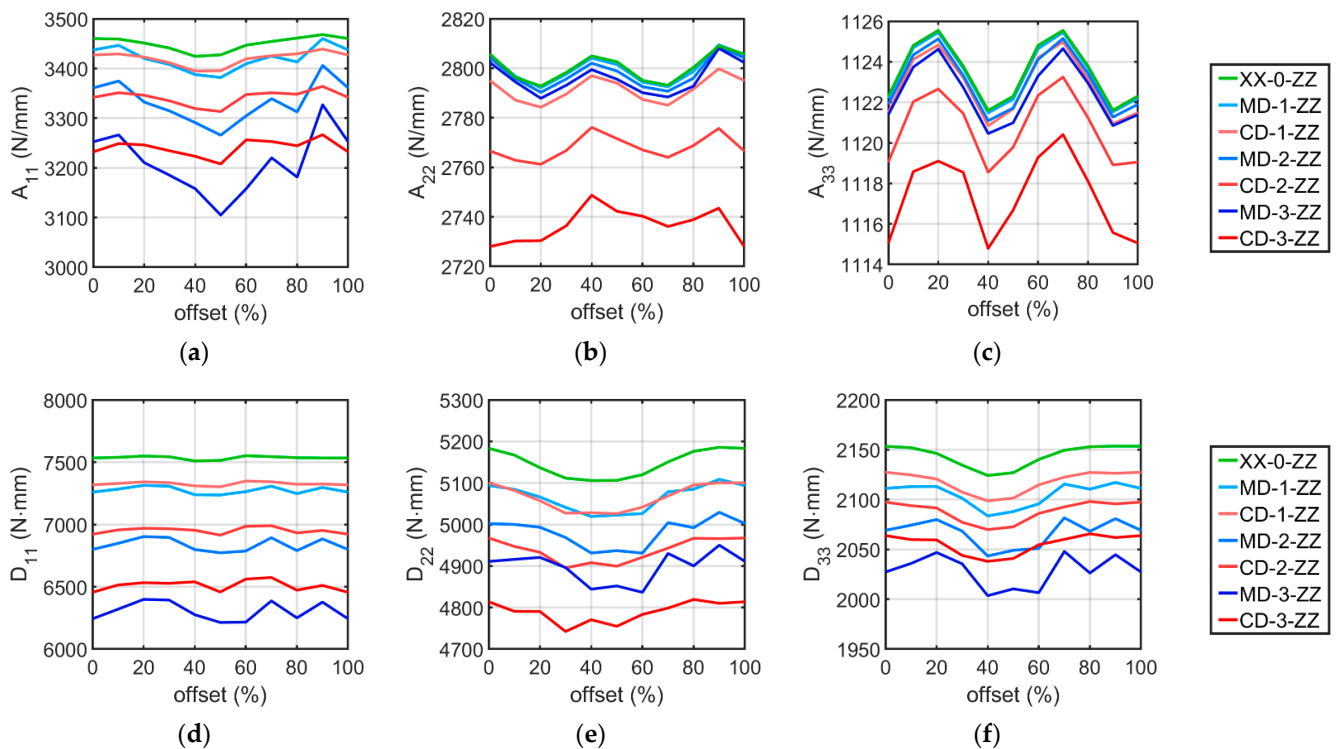 3500
3400
3300
3200
3100
3000
A11 (N/mm)
0 20 40 60 80 100
offset (%)
(a)
2820
2800
2780
2760
2740
2720
A22 (N/mm)
0 20 40 60 80 100
offset (%)
(b)
1126
1124
1122
1120
1118
1116
1114
A33 (N/mm)
0 20 40 60 80 100
offset (%)
(c)
XX-0-ZZ
MD-1-ZZ
CD-1-ZZ
MD-2-ZZ
CD-2-ZZ
MD-3-ZZ
CD-3-ZZ
8000
7500
7000
6500
6000
D11 (N·mm)
0 20 40 60 80 100
offset (%)
(d)
5300
5200
5100
5000
4900
4800
4700
D22 (N·mm)
0 20 40 60 80 100
offset (%)
(e)
2200
2150
2100
2050
2000
1950
D33 (N·mm)
0 20 40 60 80 100
offset (%)
(f)
XX-0-ZZ
MD-1-ZZ
CD-1-ZZ
MD-2-ZZ
CD-2-ZZ
MD-3-ZZ
CD-3-ZZ